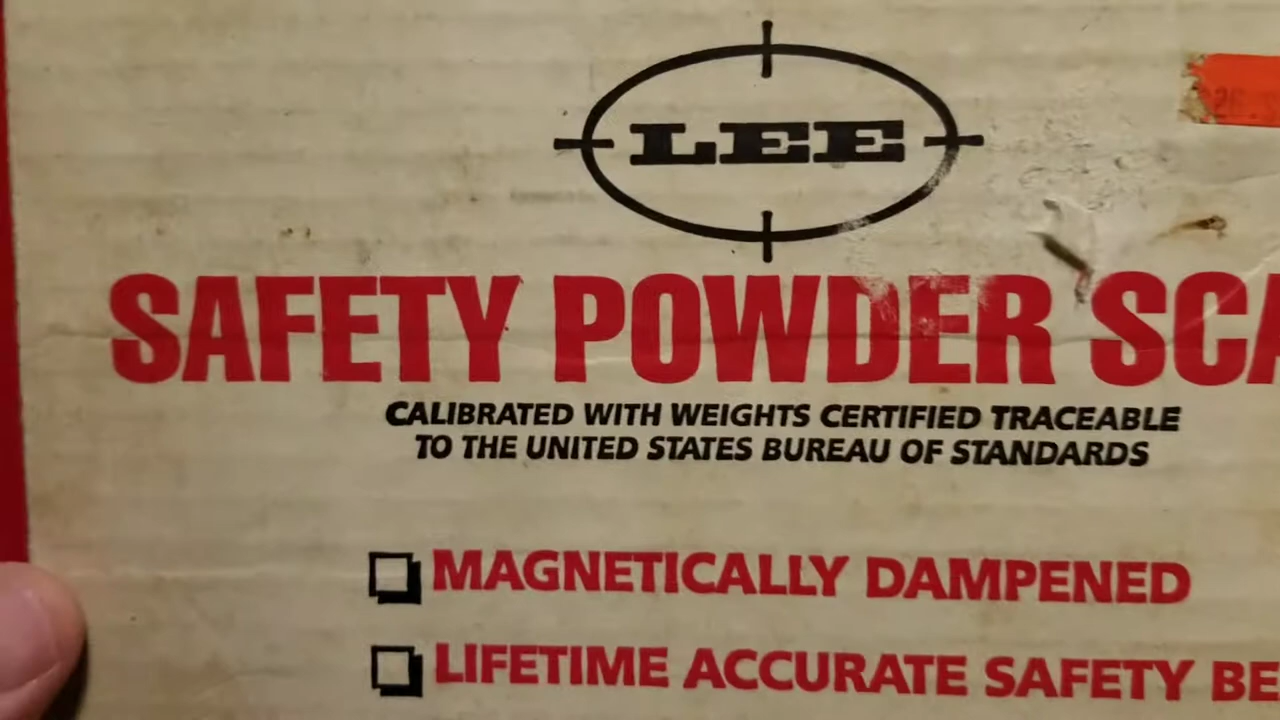 LEE
SAFETY POWDER SCA
CALIBRATED WITH WEIGHTS CERTIFIED TRACEABLE
TO THE UNITED STATES BUREAU OF STANDARDS
MAGNETICALLY DAMPENED
LIFETIME ACCURATE SAFETY BE